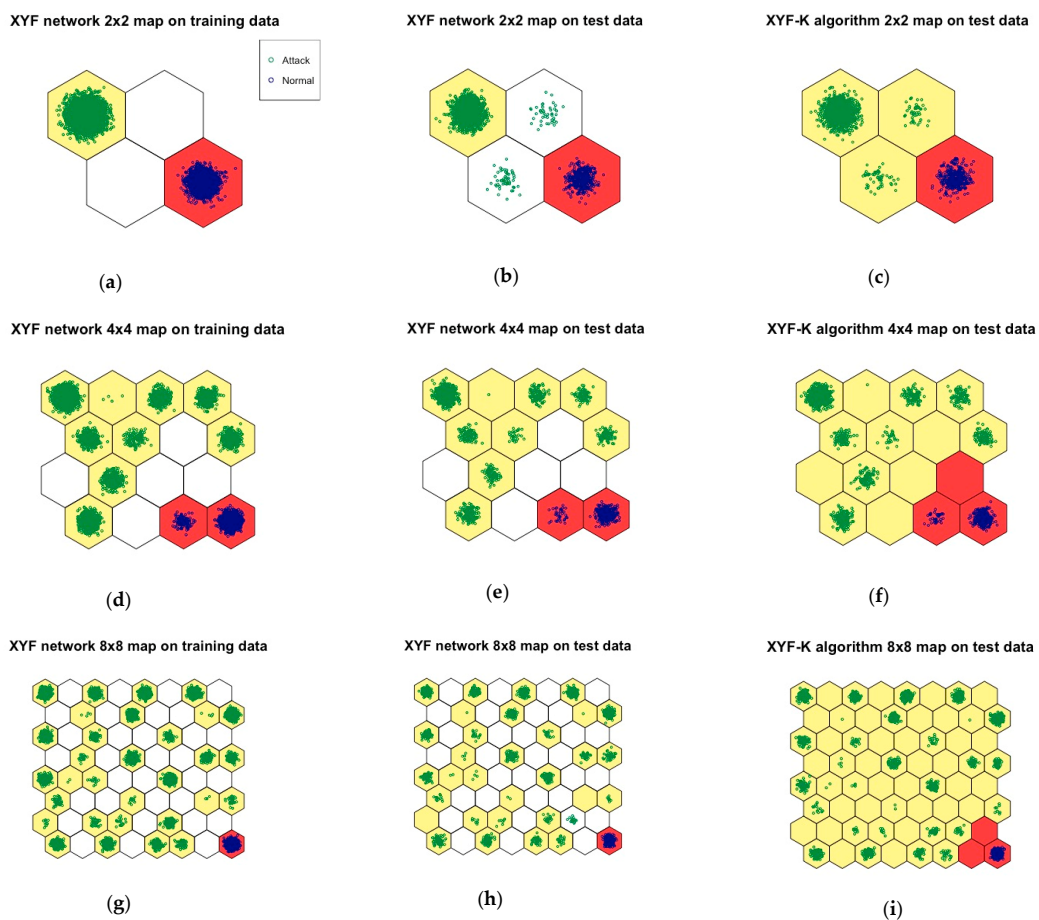 XYF network 2x2 map on training data
XYF network 2x2 map on test data
XYF-K algorithm 2x2 map on test data
Attack
Normal
(a)
(b)
(c)
XYF network 4x4 map on training data
XYF network 4x4 map on test data
XYF-K algorithm 4x4 map on test data
(d)
(e)
(f)
XYF network 8x8 map on training data
XYF network 8x8 map on test data
XYF-K algorithm 8x8 map on test data
(g)
(h)
(i)